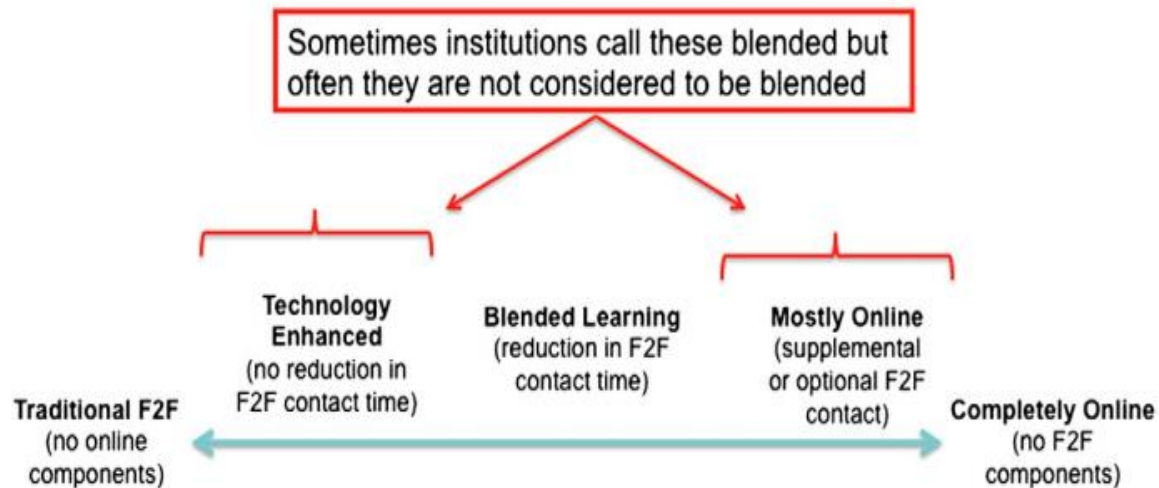 Sometimes institutions call these blended but
often they are not considered to be blended
Traditional F2F
(no online
components)
Technology
Enhanced
(no reduction in
F2F contact time)
Blended Learning
(reduction in F2F
contact time)
Mostly Online
(supplemental
or optional F2F
contact)
Completely Online
(no F2F
components)